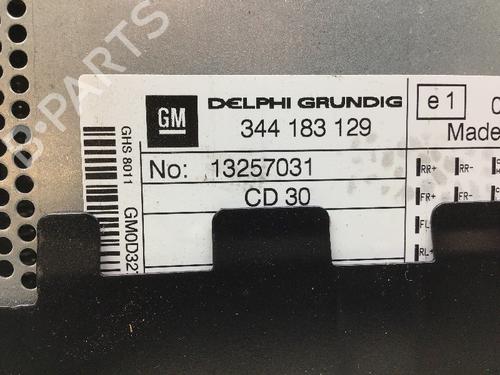 GM DELPHI GRUNDIG
344 183 129
No: 13257031
CD 30
GHS 8011
e1
Made
RR+ RR-
FR+ FR-
FL
RL+
B-PARTS